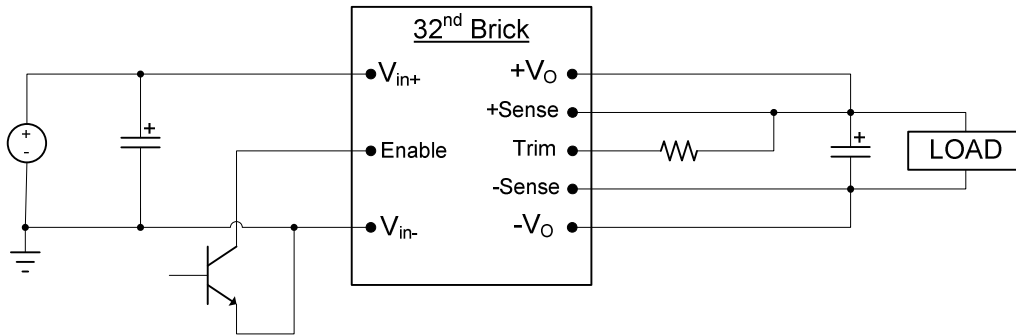 32nd Brick
Vin+
+VO
+Sense
+
+
-
+
Enable
Trim
LOAD
-Sense
Vin-
-VO